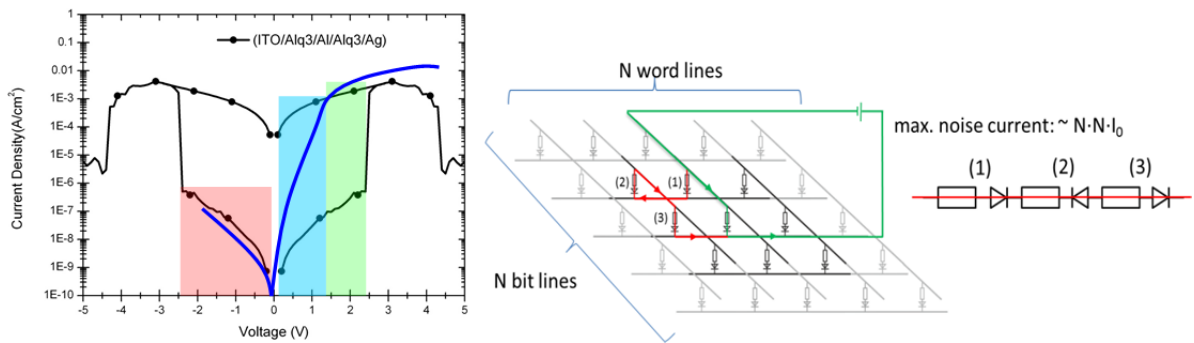 (ITO/Alq3/Al/Alq3/Ag)
Current Density(A/cm²)
1
0.1
0.01
1E-3
1E-4
1E-5
1E-6
1E-7
1E-8
1E-9
1E-10
-5 -4 -3 -2 -1 0 1 2 3 4 5
Voltage (V)
N word lines
N bit lines
(2) (1)
(3)
max. noise current: ~ N·N·I₀
(1) (2) (3)